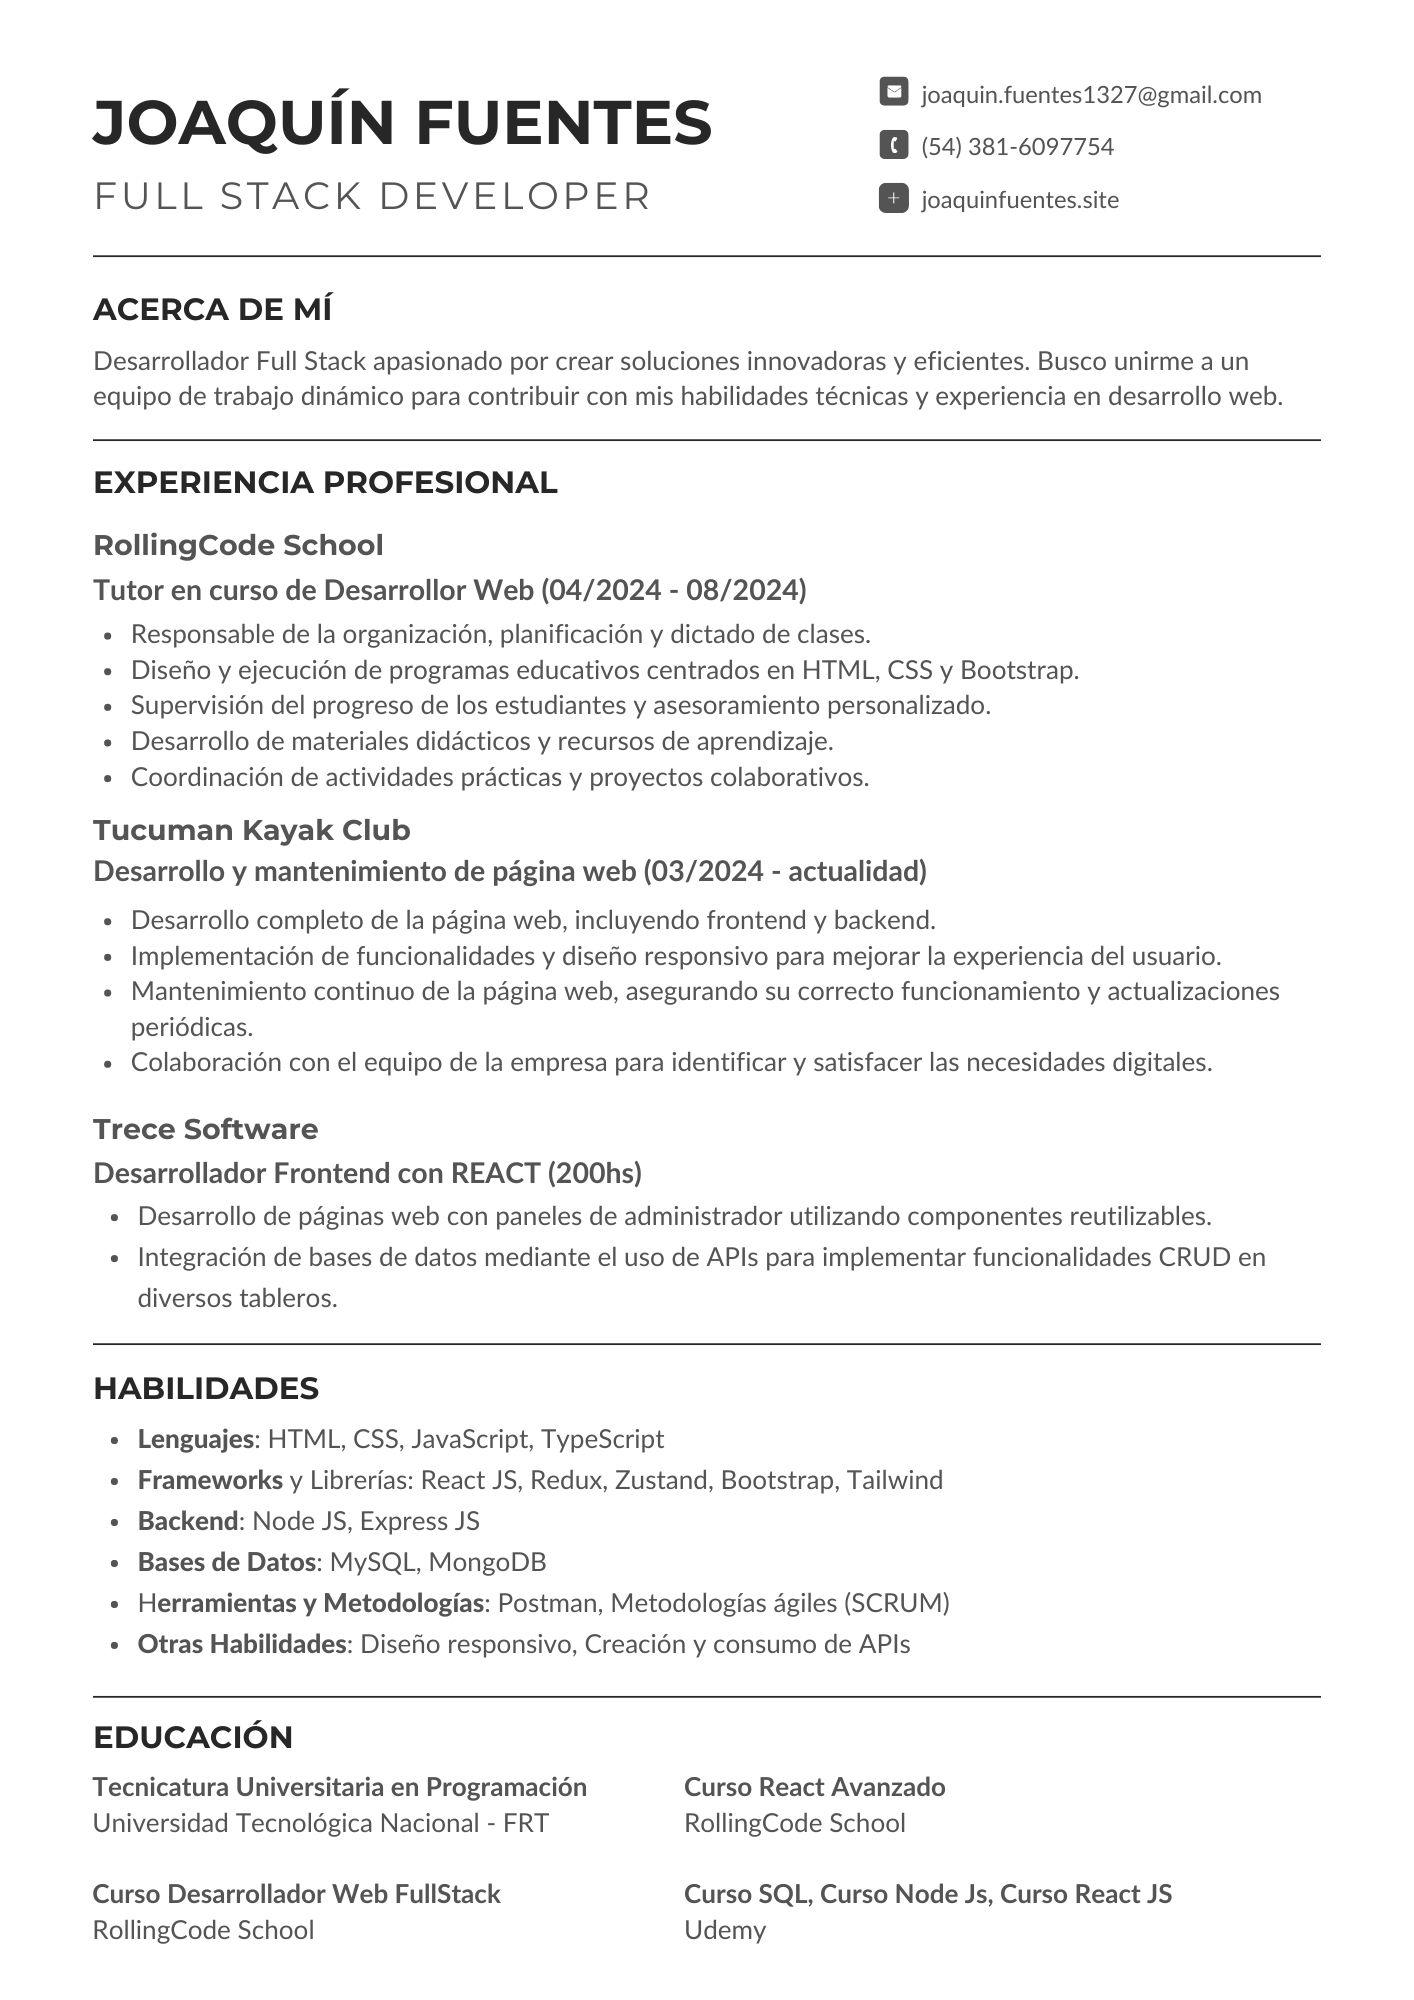 JOAQUÍN FUENTES
FULL STACK DEVELOPER
joaquin.fuentes1327@gmail.com
(54) 381-6097754
joaquinfuentes.site
ACERCA DE MÍ
Desarrollador Full Stack apasionado por crear soluciones innovadoras y eficientes. Busco unirme a un
equipo de trabajo dinámico para contribuir con mis habilidades técnicas y experiencia en desarrollo web.
EXPERIENCIA PROFESIONAL
RollingCode School
Tutor en curso de Desarrollor Web (04/2024 - 08/2024)
• Responsable de la organización, planificación y dictado de clases.
• Diseño y ejecución de programas educativos centrados en HTML, CSS y Bootstrap.
• Supervisión del progreso de los estudiantes y asesoramiento personalizado.
• Desarrollo de materiales didácticos y recursos de aprendizaje.
• Coordinación de actividades prácticas y proyectos colaborativos.
Tucuman Kayak Club
Desarrollo y mantenimiento de página web (03/2024 - actualidad)
• Desarrollo completo de la página web, incluyendo frontend y backend.
• Implementación de funcionalidades y diseño responsivo para mejorar la experiencia del usuario.
• Mantenimiento continuo de la página web, asegurando su correcto funcionamiento y actualizaciones
periódicas.
• Colaboración con el equipo de la empresa para identificar y satisfacer las necesidades digitales.
Trece Software
Desarrollador Frontend con REACT (200hs)
• Desarrollo de páginas web con paneles de administrador utilizando componentes reutilizables.
• Integración de bases de datos mediante el uso de APIs para implementar funcionalidades CRUD en
diversos tableros.
HABILIDADES
• Lenguajes: HTML, CSS, JavaScript, TypeScript
• Frameworks y Librerías: React JS, Redux, Zustand, Bootstrap, Tailwind
• Backend: Node JS, Express JS
• Bases de Datos: MySQL, MongoDB
• Herramientas y Metodologías: Postman, Metodologías ágiles (SCRUM)
• Otras Habilidades: Diseño responsivo, Creación y consumo de APIs
EDUCACIÓN
Tecnicatura Universitaria en Programación
Universidad Tecnológica Nacional - FRT
Curso React Avanzado
RollingCode School
Curso Desarrollador Web FullStack
RollingCode School
Curso SQL, Curso Node Js, Curso React JS
Udemy